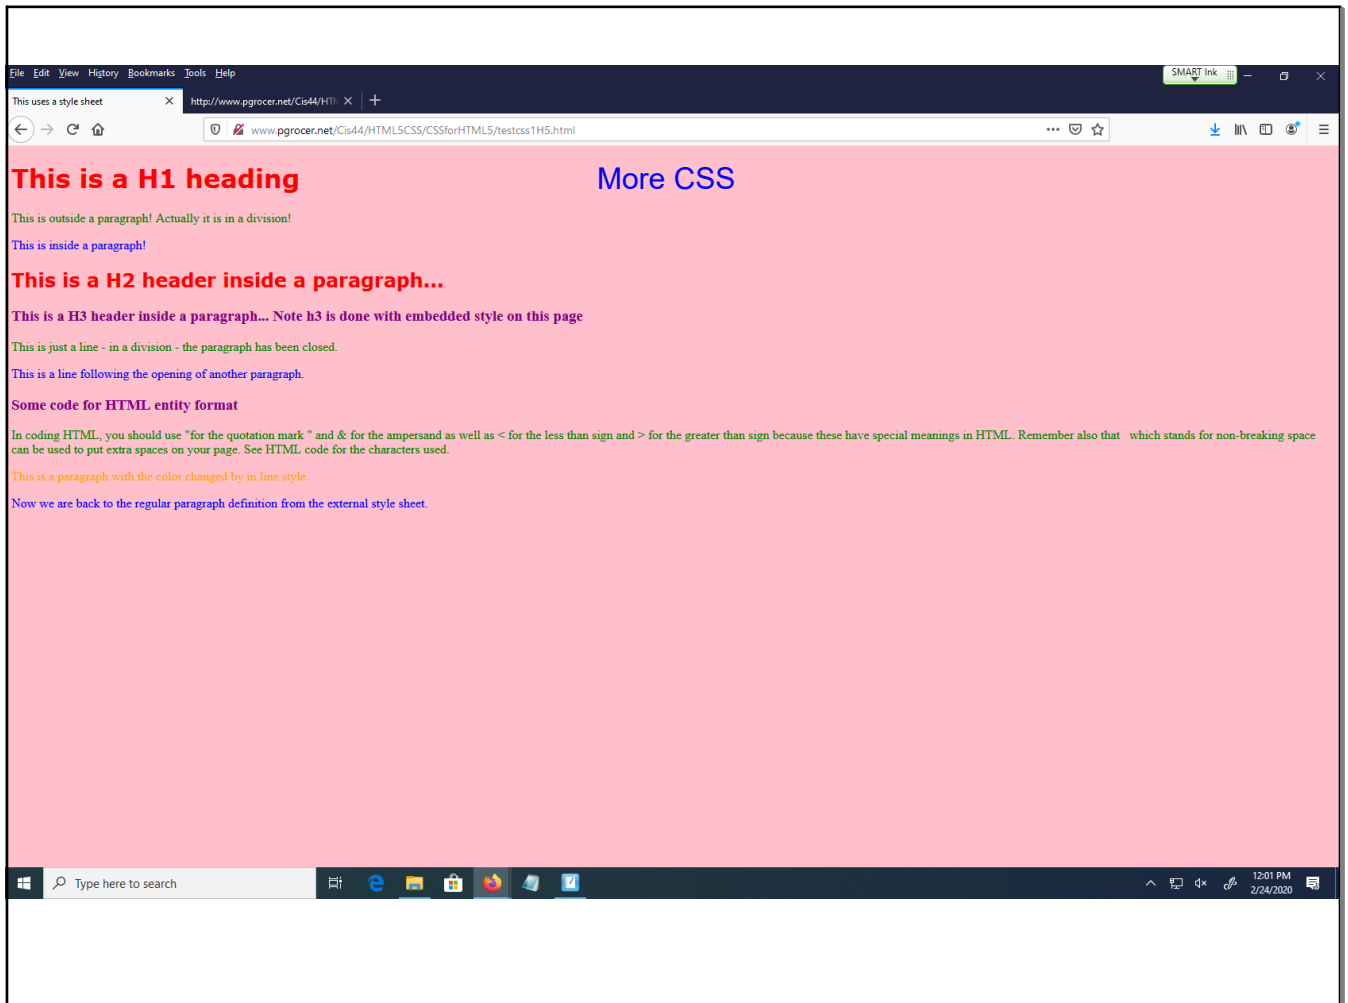 File Edit View History Bookmarks Tools Help
SMART Ink
This uses a style sheet
http://www.pgrocer.net/Cis44/HT
www.pgrocer.net/Cis44/HTML5CSS/CSSforHTML5/testcss1H5.html
This is a H1 heading
More CSS
This is outside a paragraph! Actually it is in a division!
This is inside a paragraph!
This is a H2 header inside a paragraph...
This is a H3 header inside a paragraph... Note h3 is done with embedded style on this page
This is just a line - in a division - the paragraph has been closed.
This is a line following the opening of another paragraph.
Some code for HTML entity format
In coding HTML, you should use "for the quotation mark " and & for the ampersand as well as < for the less than sign and > for the greater than sign because these have special meanings in HTML. Remember also that   which stands for non-breaking space
can be used to put extra spaces on your page. See HTML code for the characters used.
This is a paragraph with the color changed by in line style.
Now we are back to the regular paragraph definition from the external style sheet.
Type here to search
12:01 PM
2/24/2020